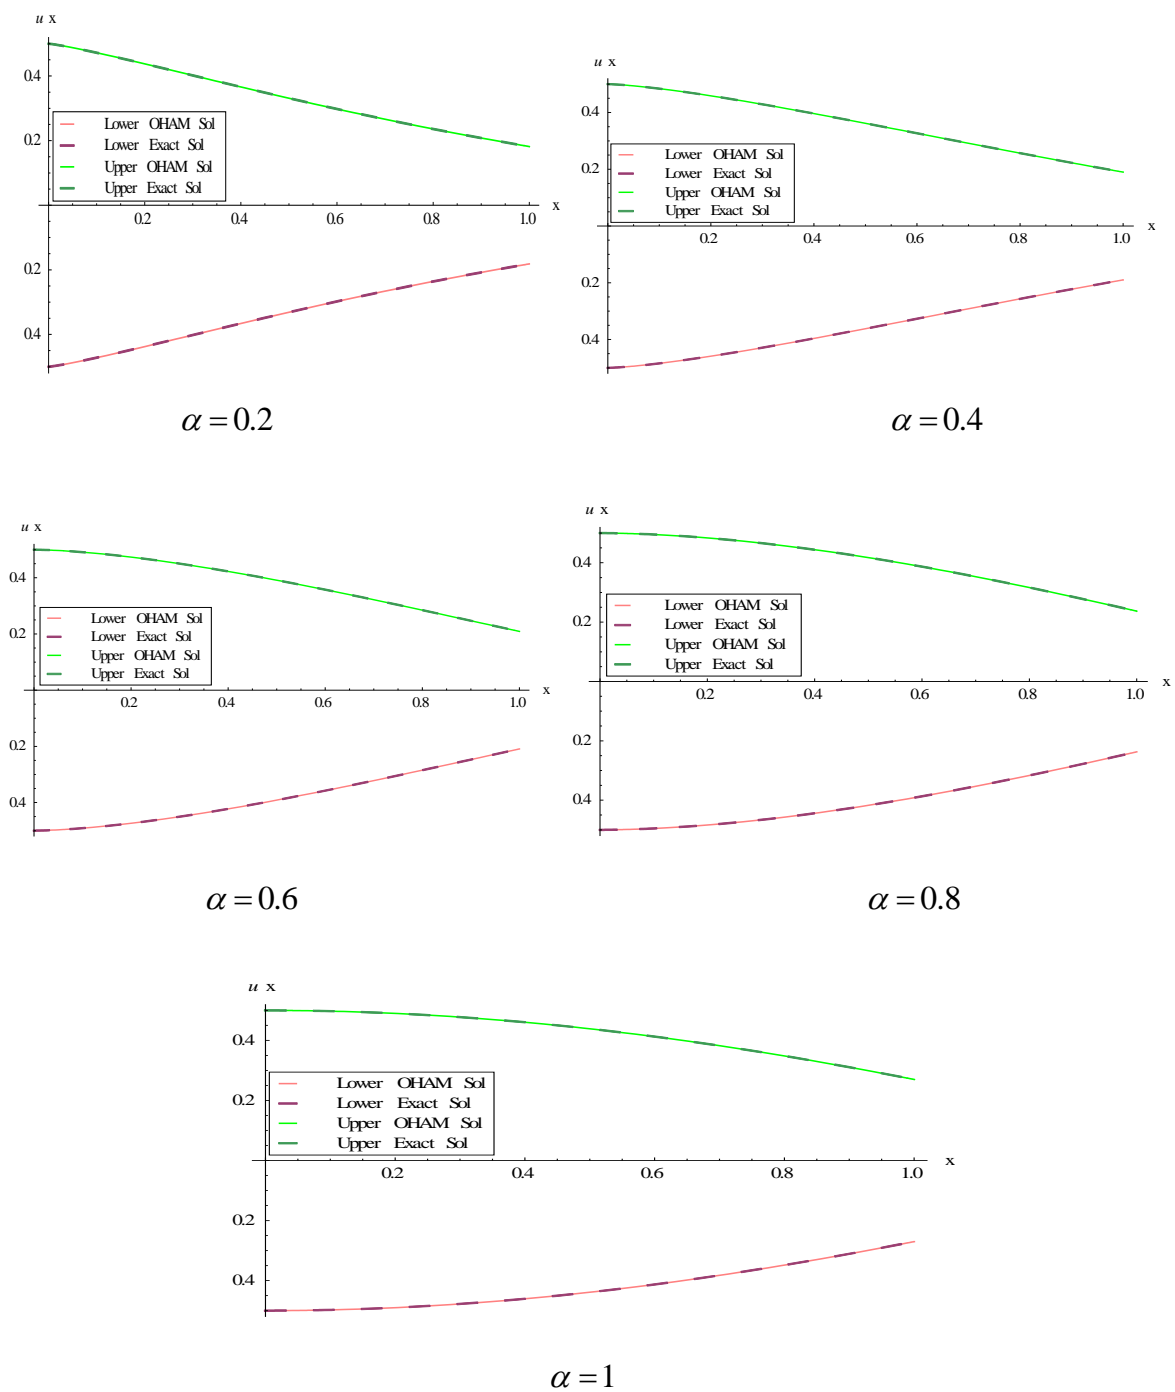 u x
0.4
Lower OHAM Sol
Lower Exact Sol
0.2
Upper OHAM Sol
Upper Exact Sol
x
0.2 0.4 0.6 0.8 1.0
0.2
0.4
α = 0.2
u x
0.4
Lower OHAM Sol
0.2
Lower Exact Sol
Upper OHAM Sol
Upper Exact Sol
x
0.2 0.4 0.6 0.8 1.0
0.2
0.4
α = 0.4
u x
0.4
Lower OHAM Sol
0.2
Lower Exact Sol
Upper OHAM Sol
Upper Exact Sol
x
0.2 0.4 0.6 0.8 1.0
0.2
0.4
α = 0.6
u x
0.4
Lower OHAM Sol
0.2
Lower Exact Sol
Upper OHAM Sol
Upper Exact Sol
x
0.2 0.4 0.6 0.8 1.0
0.2
0.4
α = 0.8
u x
0.4
Lower OHAM Sol
0.2
Lower Exact Sol
Upper OHAM Sol
Upper Exact Sol
x
0.2 0.4 0.6 0.8 1.0
0.2
0.4
α = 1